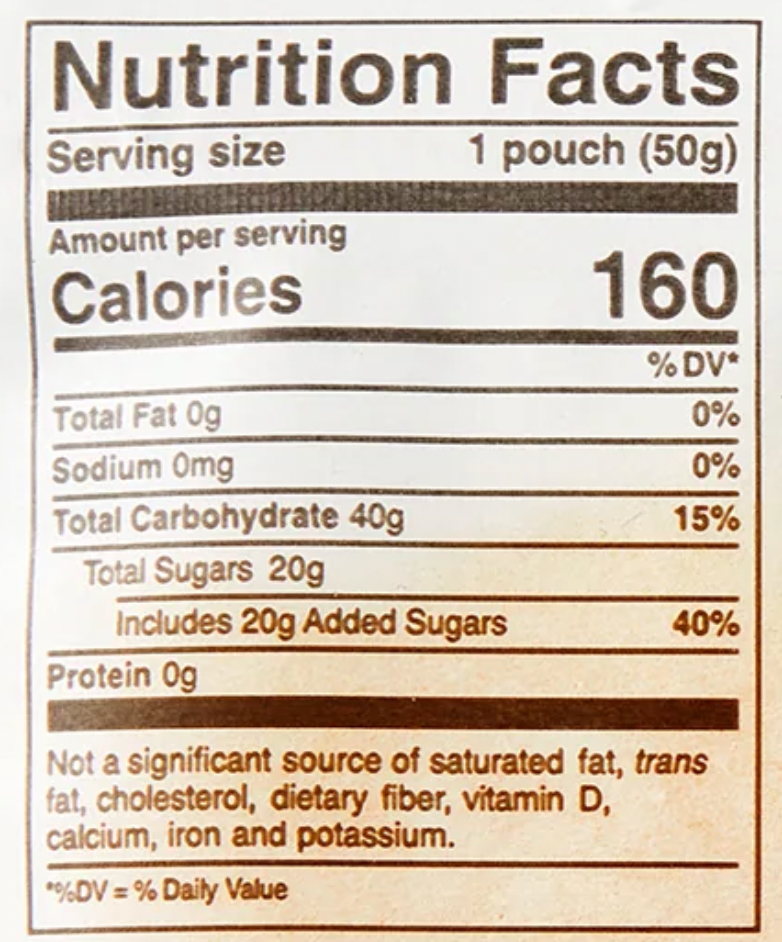 Nutrition Facts
Serving size 1 pouch (50g)
Amount per serving
Calories 160
% DV*
Total Fat 0g 0%
Sodium 0mg 0%
Total Carbohydrate 40g 15%
Total Sugars 20g
Includes 20g Added Sugars 40%
Protein 0g
Not a significant source of saturated fat, trans
fat, cholesterol, dietary fiber, vitamin D,
calcium, iron and potassium.
*%DV = % Daily Value